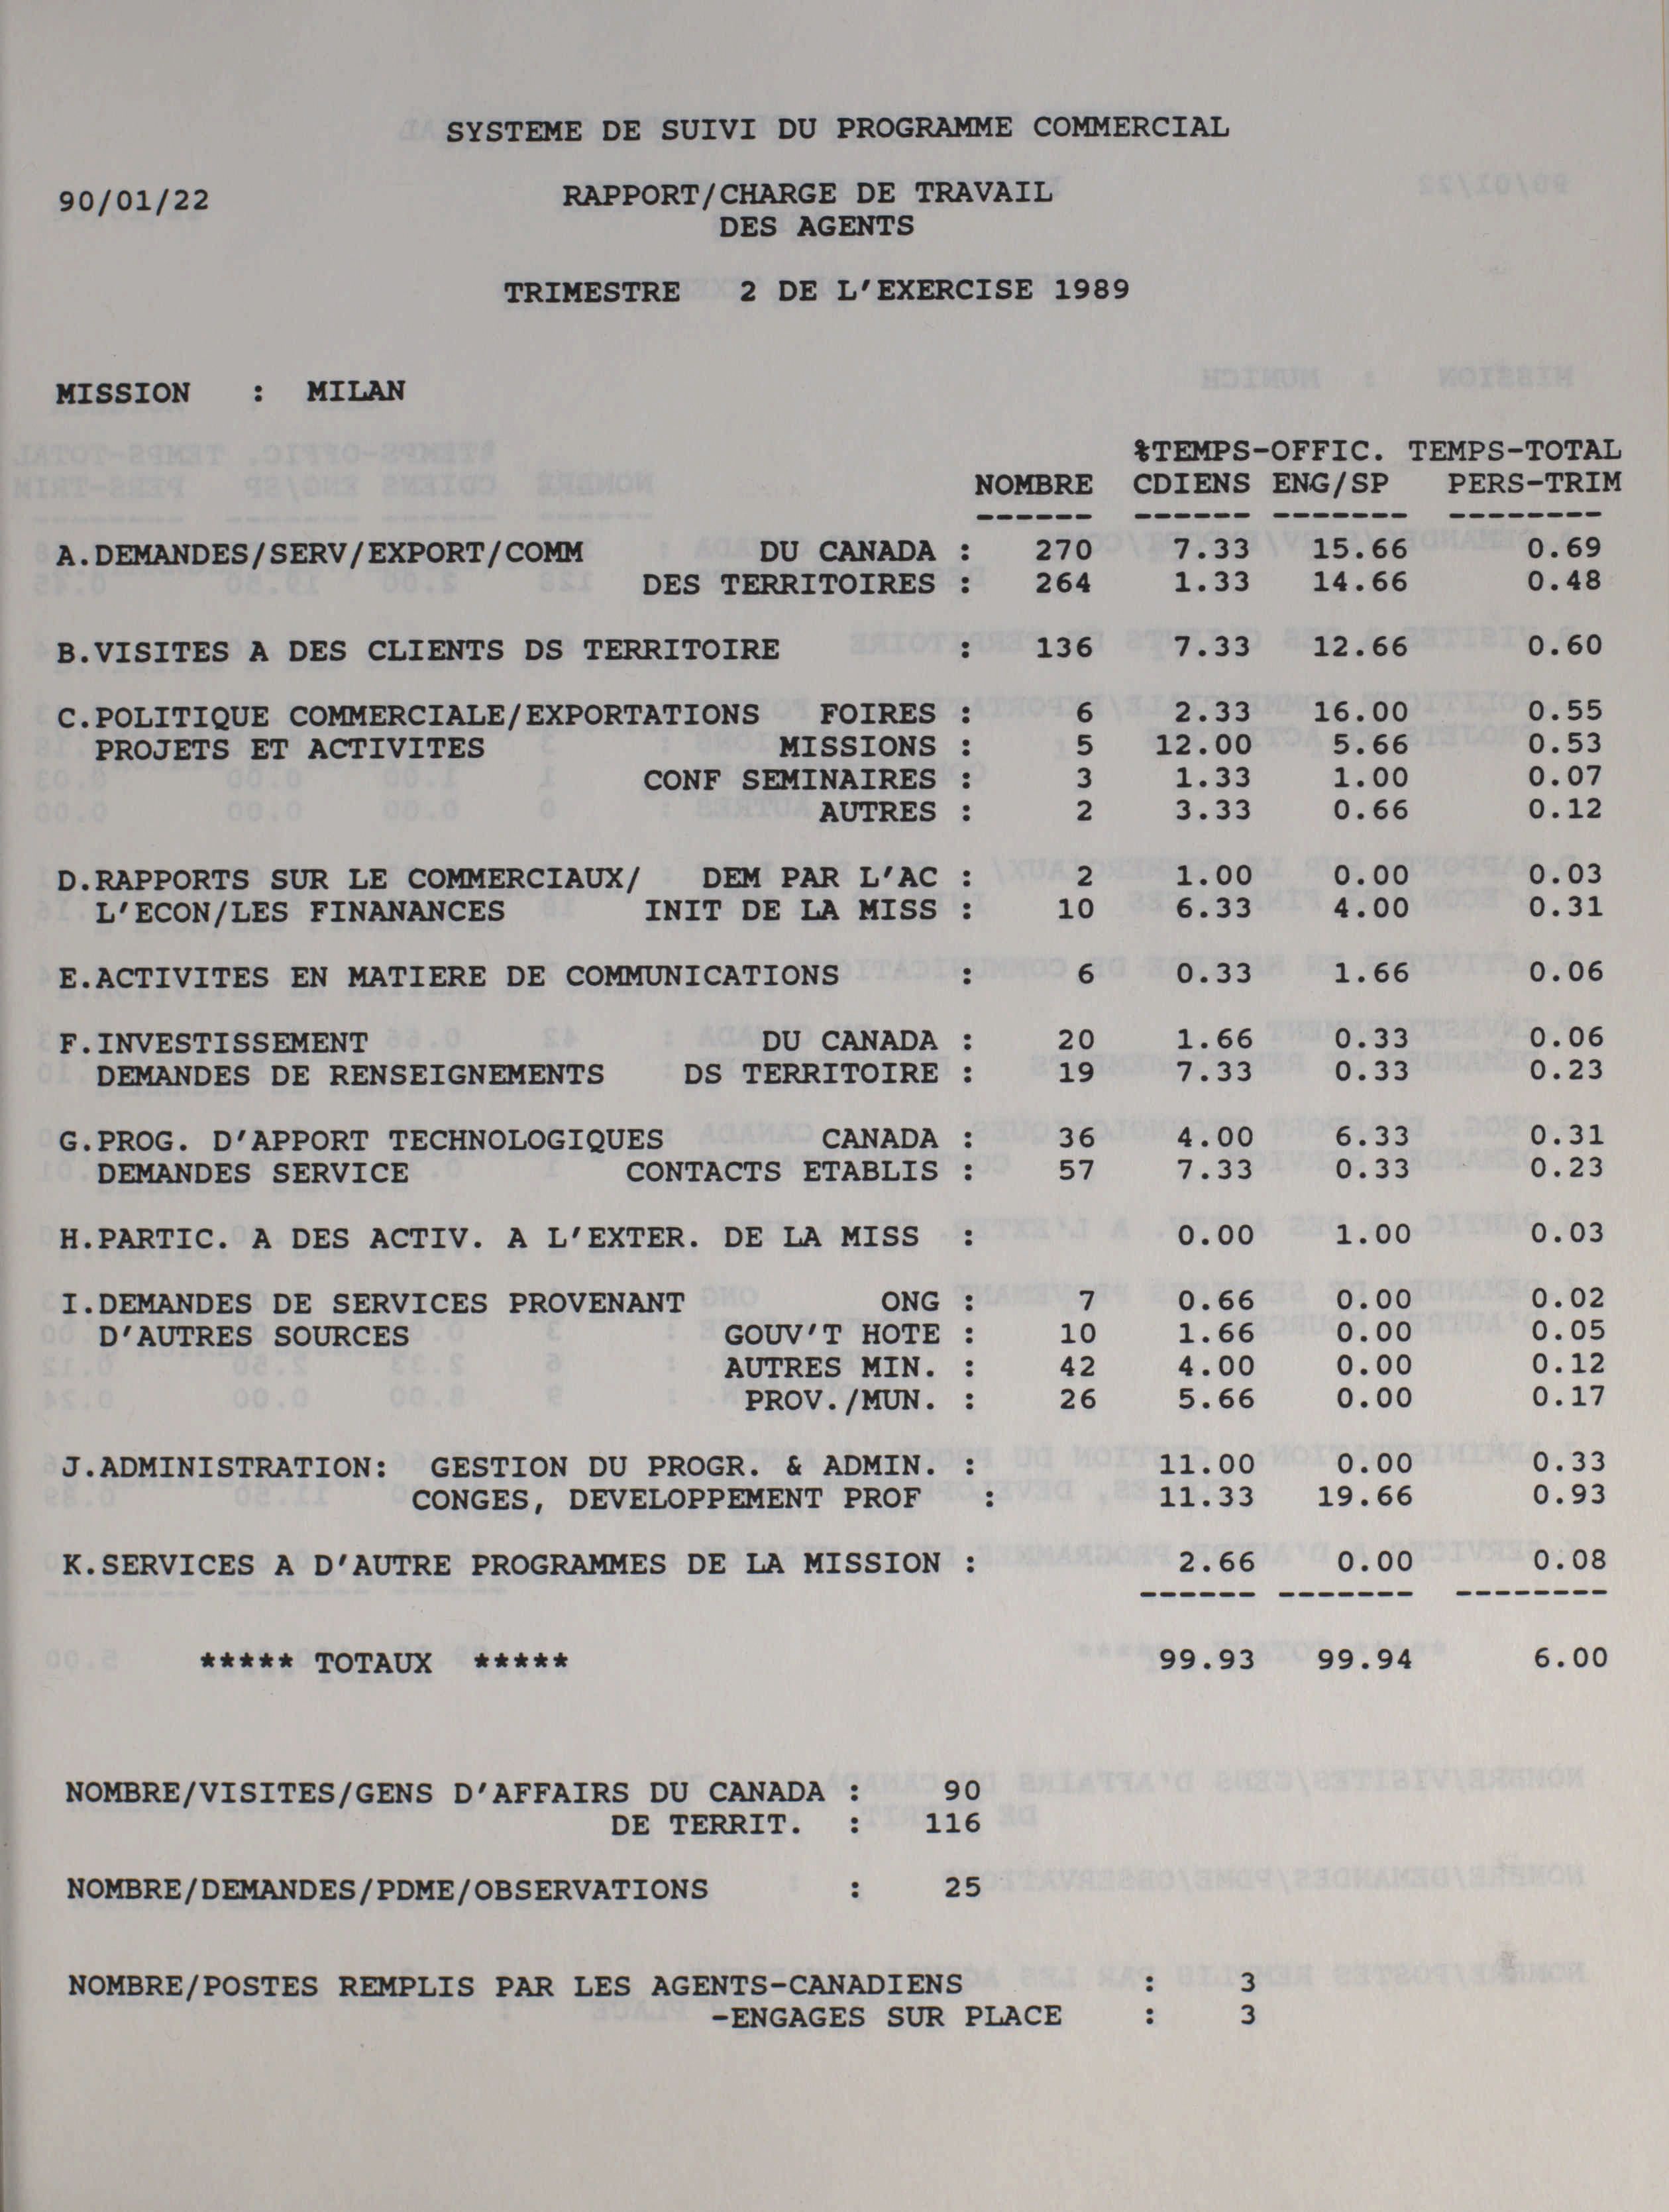 SYSTEME DE SUIVI DU PROGRAMME COMMERCIAL
90/01/22 RAPPORT/CHARGE DE TRAVAIL
DES AGENTS
TRIMESTRE 2 DE L'EXERCISE 1989
MISSION : MILAN
%TEMPS-OFFIC. TEMPS-TOTAL
NOMBRE CDIENS ENG/SP PERS-TRIM
------ ------ ------- --------
A.DEMANDES/SERV/EXPORT/COMM DU CANADA : 270 7.33 15.66 0.69
DES TERRITOIRES : 264 1.33 14.66 0.48
B.VISITES A DES CLIENTS DS TERRITOIRE : 136 7.33 12.66 0.60
C.POLITIQUE COMMERCIALE/EXPORTATIONS FOIRES : 6 2.33 16.00 0.55
PROJETS ET ACTIVITES MISSIONS : 5 12.00 5.66 0.53
CONF SEMINAIRES : 3 1.33 1.00 0.07
AUTRES : 2 3.33 0.66 0.12
D.RAPPORTS SUR LE COMMERCIAUX/ DEM PAR L'AC : 2 1.00 0.00 0.03
L'ECON/LES FINANANCES INIT DE LA MISS : 10 6.33 4.00 0.31
E.ACTIVITES EN MATIERE DE COMMUNICATIONS : 6 0.33 1.66 0.06
F.INVESTISSEMENT DU CANADA : 20 1.66 0.33 0.06
DEMANDES DE RENSEIGNEMENTS DS TERRITOIRE : 19 7.33 0.33 0.23
G.PROG. D'APPORT TECHNOLOGIQUES CANADA : 36 4.00 6.33 0.31
DEMANDES SERVICE CONTACTS ETABLIS : 57 7.33 0.33 0.23
H.PARTIC. A DES ACTIV. A L'EXTER. DE LA MISS : 0.00 1.00 0.03
I.DEMANDES DE SERVICES PROVENANT ONG : 7 0.66 0.00 0.02
D'AUTRES SOURCES GOUV'T HOTE : 10 1.66 0.00 0.05
AUTRES MIN. : 42 4.00 0.00 0.12
PROV./MUN. : 26 5.66 0.00 0.17
J.ADMINISTRATION: GESTION DU PROGR. & ADMIN. : 11.00 0.00 0.33
CONGES, DEVELOPPEMENT PROF : 11.33 19.66 0.93
K.SERVICES A D'AUTRE PROGRAMMES DE LA MISSION : 2.66 0.00 0.08
------ ------- --------
***** TOTAUX ***** 99.93 99.94 6.00
NOMBRE/VISITES/GENS D'AFFAIRS DU CANADA : 90
DE TERRIT. : 116
NOMBRE/DEMANDES/PDME/OBSERVATIONS : 25
NOMBRE/POSTES REMPLIS PAR LES AGENTS-CANADIENS : 3
-ENGAGES SUR PLACE : 3